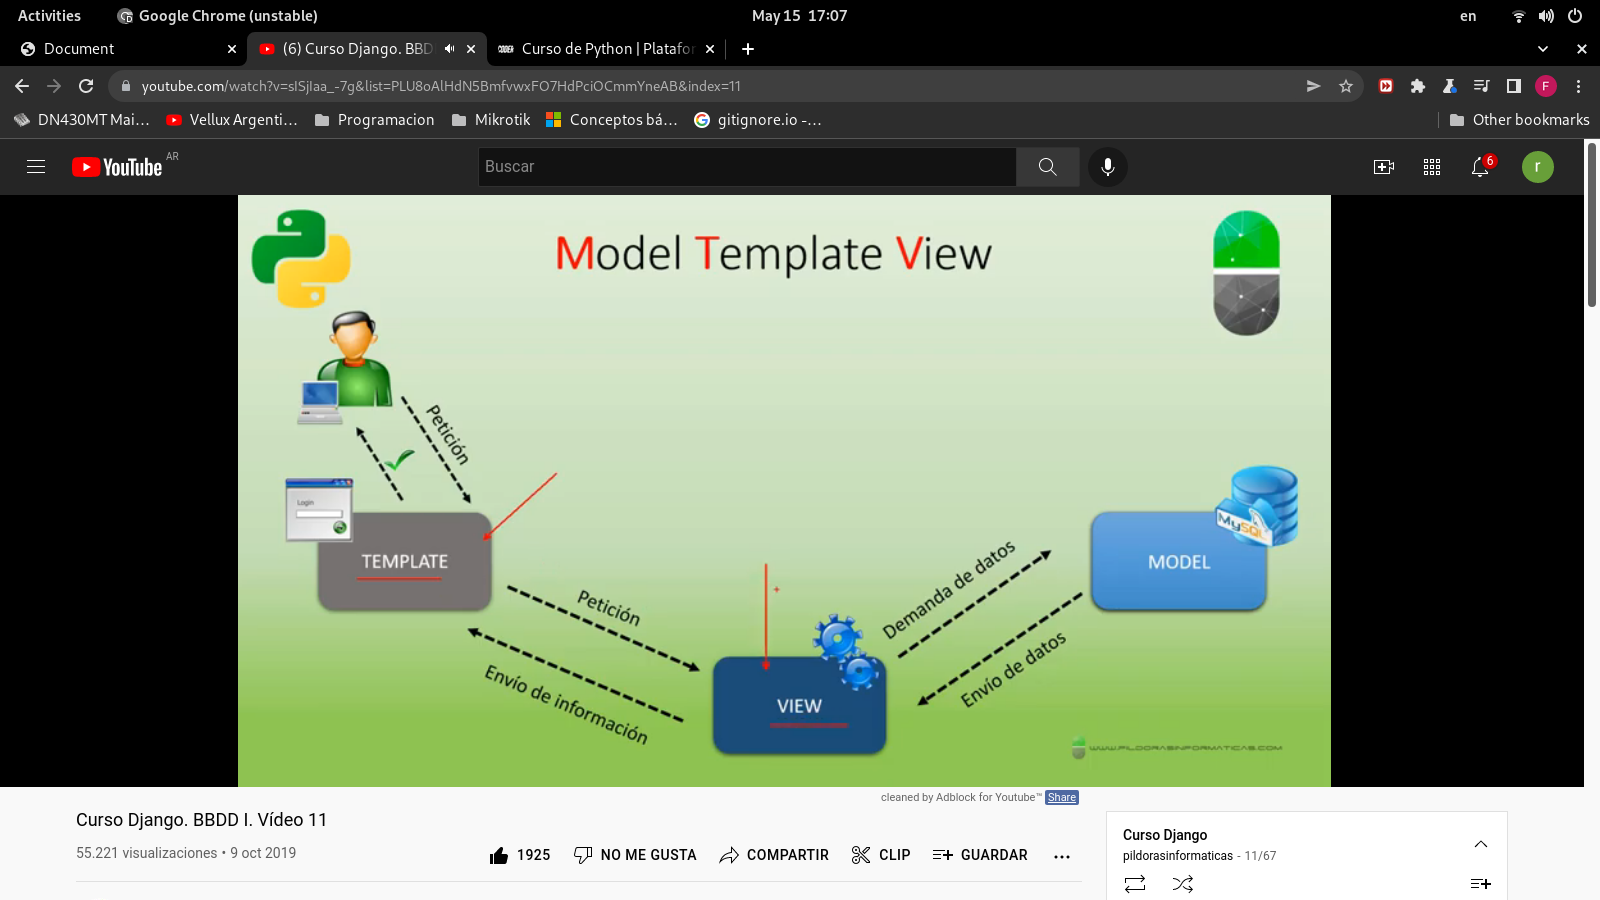 Activities
Google Chrome (unstable)
May 15 17:07
en
Document
(6) Curso Django. BBD
Curso de Python | Platafor
youtube.com/watch?v=sISjIaa_-7g&list=PLU8oAlHdN5BmfvwxFO7HdPciOCmmYneAB&index=11
F
DN430MT Mai...
Vellux Argenti...
Programacion
Mikrotik
Conceptos bá...
gitignore.io -...
Other bookmarks
YouTube AR
Buscar
6
r
Model Template View
Petición
Login
TEMPLATE
Petición
Envío de información
VIEW
Demanda de datos
Envío de datos
MySQL
MODEL
WWW.PILDORASINFORMATICAS.COM
cleaned by Adblock for Youtube™ Share
Curso Django. BBDD I. Vídeo 11
55.221 visualizaciones • 9 oct 2019
1925
NO ME GUSTA
COMPARTIR
CLIP
GUARDAR
Curso Django
pildorasinformaticas - 11/67